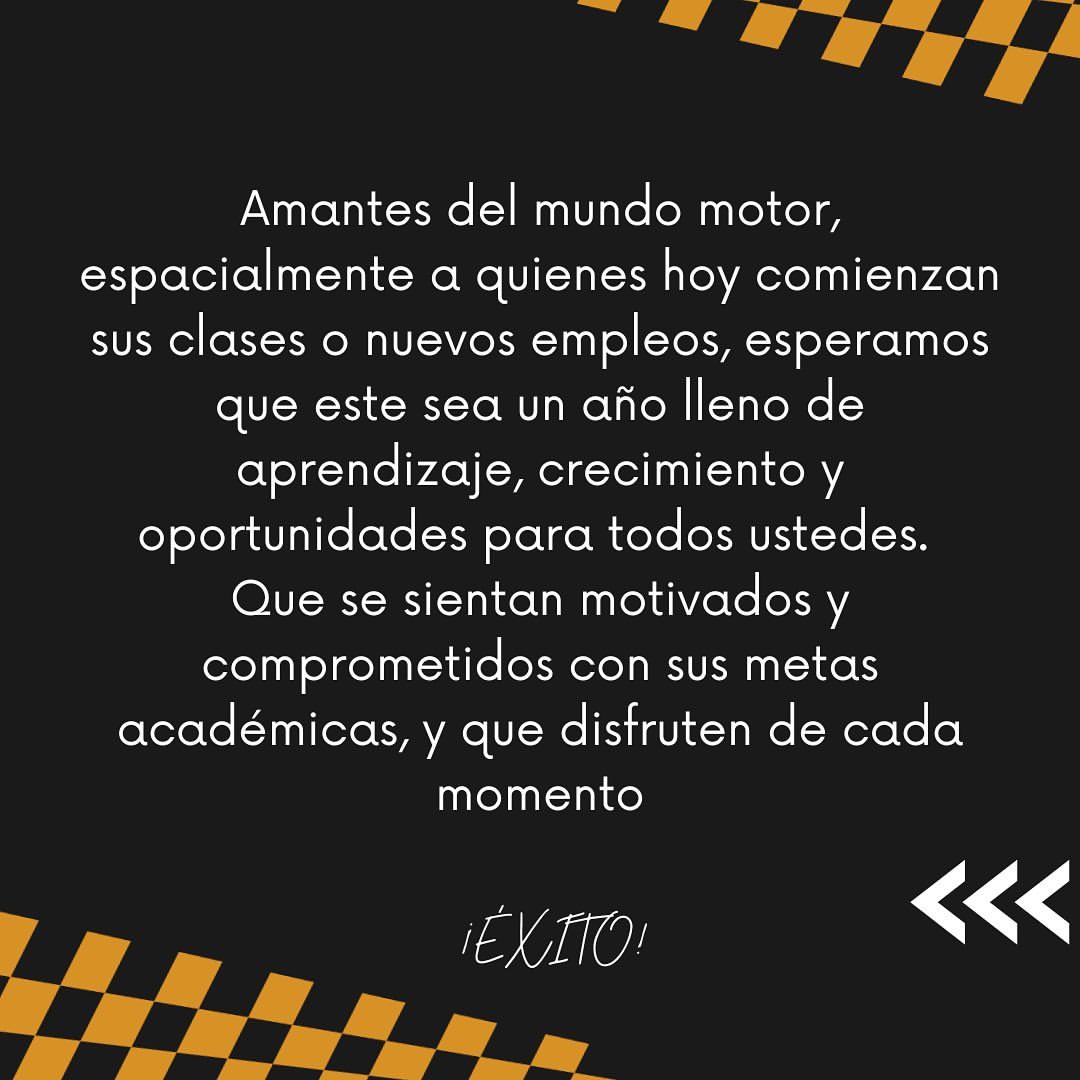 Amantes del mundo motor,
espacialmente a quienes hoy comienzan
sus clases o nuevos empleos, esperamos
que este sea un año lleno de
aprendizaje, crecimiento y
oportunidades para todos ustedes.
Que se sientan motivados y
comprometidos con sus metas
académicas, y que disfruten de cada
momento
¡ÉXITO!